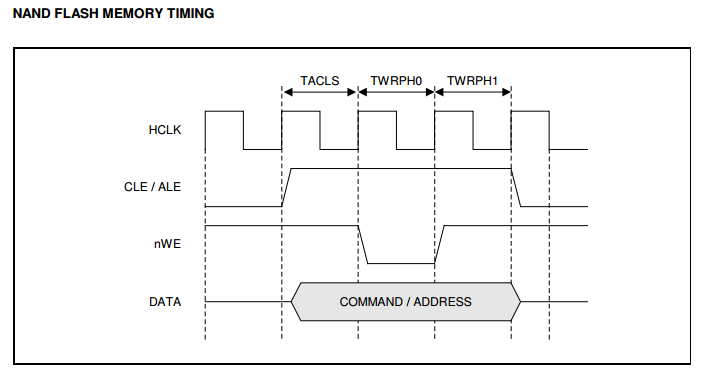 NAND FLASH MEMORY TIMING
TACLS TWRPH0 TWRPH1
HCLK
CLE / ALE
nWE
DATA COMMAND / ADDRESS